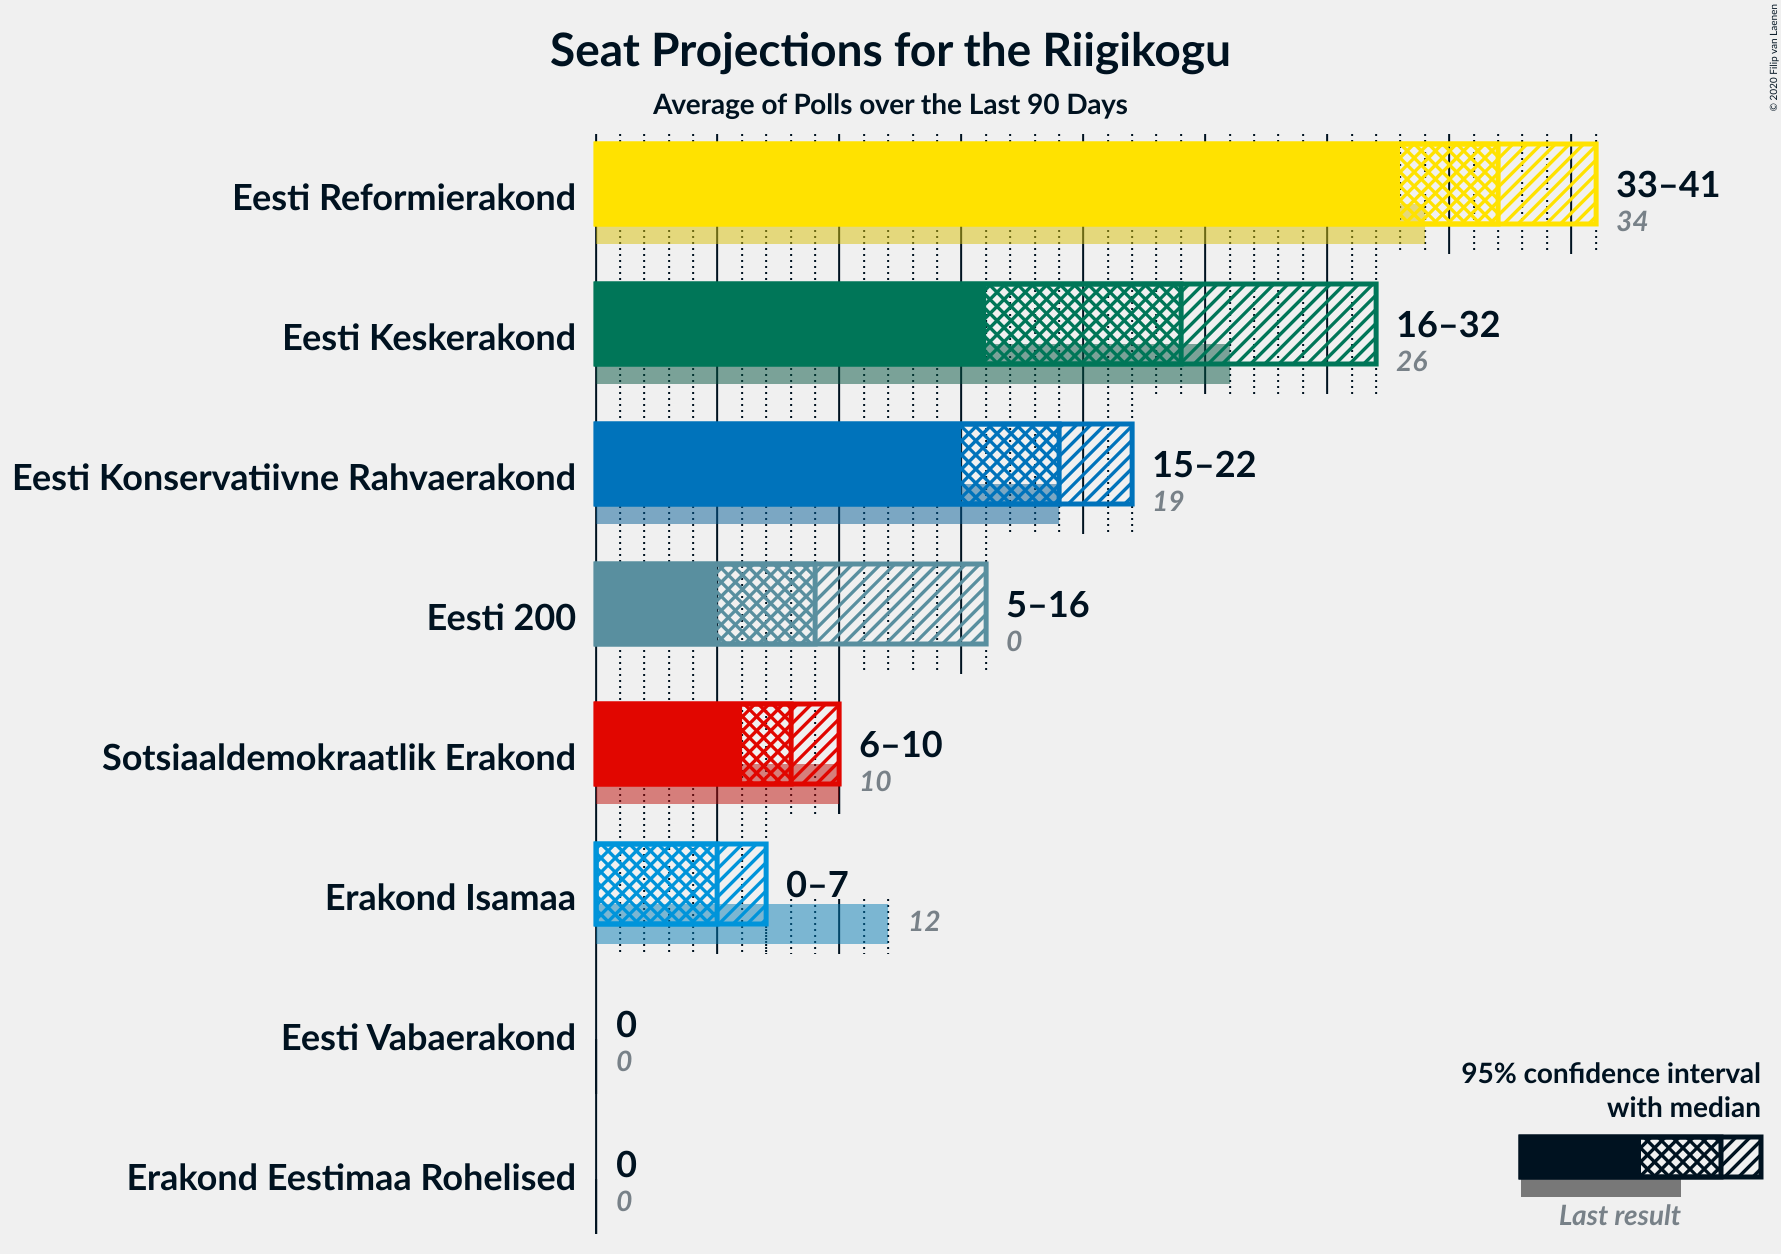 Seat Projections for the Riigikogu
Average of Polls over the Last 90 Days
© 2020 Filip van Laenen
Eesti Reformierakond
33–41
34
Eesti Keskerakond
16–32
26
Eesti Konservatiivne Rahvaerakond
15–22
19
Eesti 200
5–16
0
Sotsiaaldemokraatlik Erakond
6–10
10
Erakond Isamaa
0–7
12
Eesti Vabaerakond
0
0
Erakond Eestimaa Rohelised
0
0
95% confidence interval
with median
Last result